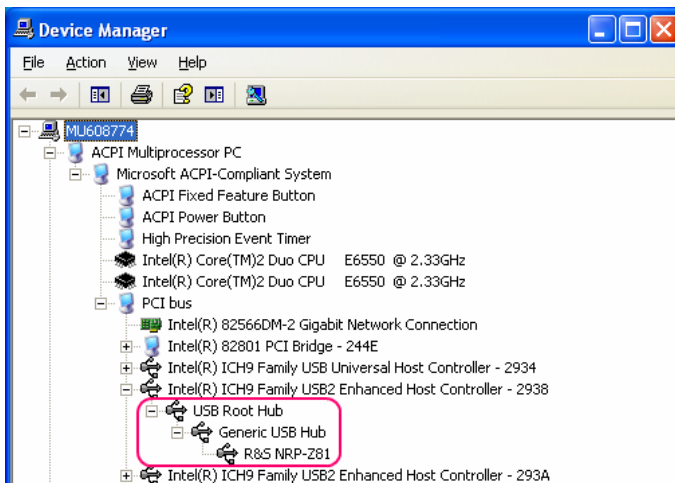 Device Manager
File Action View Help
MU608774
ACPI Multiprocessor PC
Microsoft ACPI-Compliant System
ACPI Fixed Feature Button
ACPI Power Button
High Precision Event Timer
Intel(R) Core(TM)2 Duo CPU E6550 @ 2.33GHz
Intel(R) Core(TM)2 Duo CPU E6550 @ 2.33GHz
PCI bus
Intel(R) 82566DM-2 Gigabit Network Connection
Intel(R) 82801 PCI Bridge - 244E
Intel(R) ICH9 Family USB Universal Host Controller - 2934
Intel(R) ICH9 Family USB2 Enhanced Host Controller - 2938
USB Root Hub
Generic USB Hub
R&S NRP-Z81
Intel(R) ICH9 Family USB2 Enhanced Host Controller - 293A